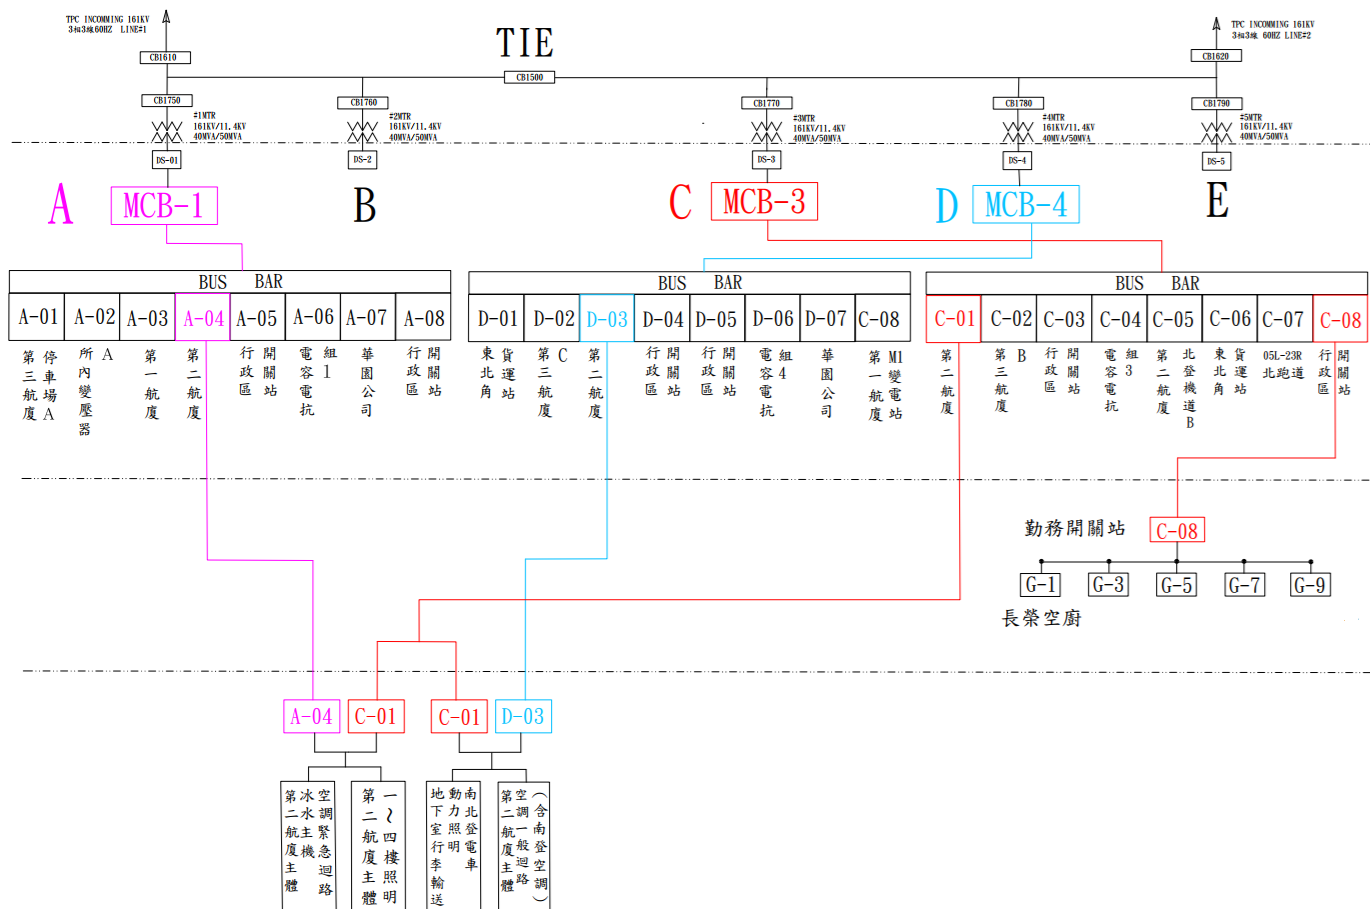 TPC INCOMMING 161KV
3相3線60HZ LINE#1
TIE
TPC INCOMMING 161KV
3相3線 60HZ LINE#2
CB1610
CB1500
CB1620
CB1750
CB1760
CB1770
CB1780
CB1790
#1MTR
161KV/11.4KV
40MVA/50MVA
#2MTR
161KV/11.4KV
40MVA/50MVA
#3MTR
161KV/11.4KV
40MVA/50MVA
#4MTR
161KV/11.4KV
40MVA/50MVA
#5MTR
161KV/11.4KV
40MVA/50MVA
DS-01
DS-2
DS-3
DS-4
DS-5
A
MCB-1
B
C
MCB-3
D
MCB-4
E
BUS BAR
A-01
A-02
A-03
A-04
A-05
A-06
A-07
A-08
停車場A
第三航廈
A
所內變壓器
第一航廈
第二航廈
開關站
行政區
組1
電容電抗
華園公司
開關站
行政區
BUS BAR
D-01
D-02
D-03
D-04
D-05
D-06
D-07
C-08
貨運站
東北角
C
第三航廈
第二航廈
開關站
行政區
開關站
行政區
組4
電容電抗
華園公司
M1變電站
第一航廈
BUS BAR
C-01
C-02
C-03
C-04
C-05
C-06
C-07
C-08
第二航廈
B
第三航廈
開關站
行政區
組3
電容電抗
北登機道B
第二航廈
貨運站
東北角
05L-23R
北跑道
開關站
行政區
勤務開關站
C-08
G-1
G-3
G-5
G-7
G-9
長榮空廚
A-04
C-01
C-01
D-03
空調緊急迴路
冰水主機
第二航廈主體
一~四樓照明
第二航廈主體
南北登電車
動力照明
地下室行李輸送
(含南登空調)
空調一般迴路
第二航廈主體